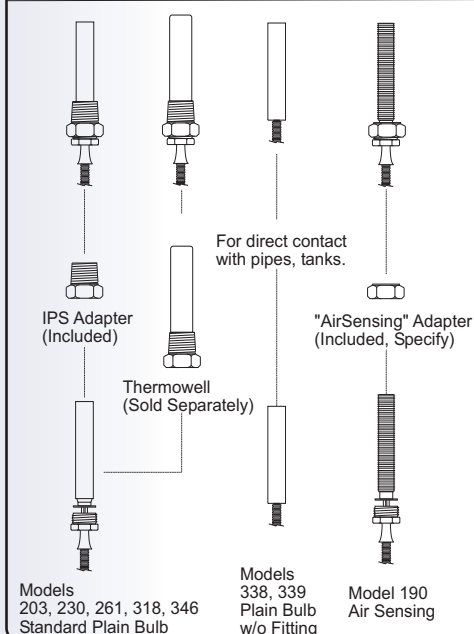 For direct contact
with pipes, tanks.
IPS Adapter
(Included)
"AirSensing" Adapter
(Included, Specify)
Thermowell
(Sold Separately)
Models
203, 230, 261, 318, 346
Standard Plain Bulb
Models
338, 339
Plain Bulb
w/o Fitting
Model 190
Air Sensing